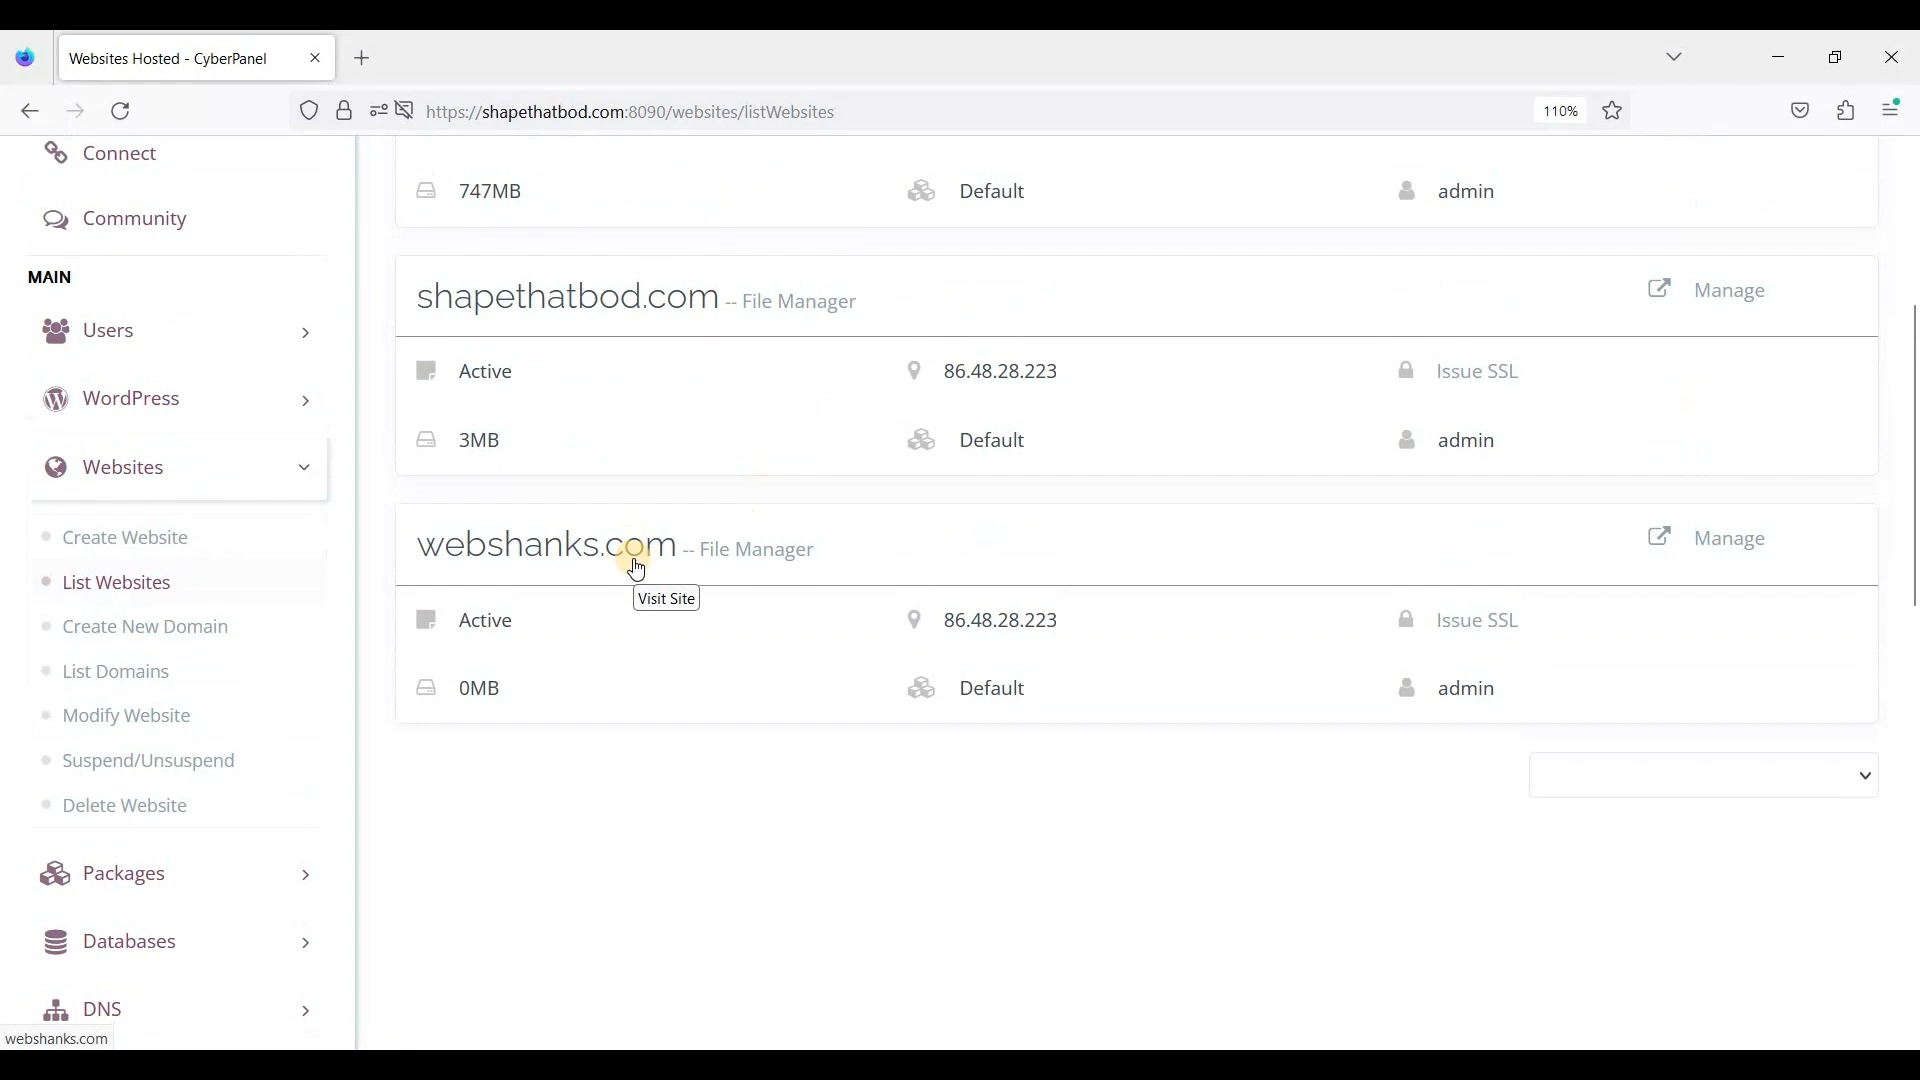 Websites Hosted - CyberPanel
https://shapethatbod.com:8090/websites/listWebsites
110%
Connect
Community
MAIN
Users
WordPress
Websites
Create Website
List Websites
Create New Domain
List Domains
Modify Website
Suspend/Unsuspend
Delete Website
Packages
Databases
DNS
webshanks.com
747MB Default admin
shapethatbod.com -- File Manager Manage
Active 86.48.28.223 Issue SSL
3MB Default admin
webshanks.com -- File Manager Manage
Visit Site
Active 86.48.28.223 Issue SSL
0MB Default admin